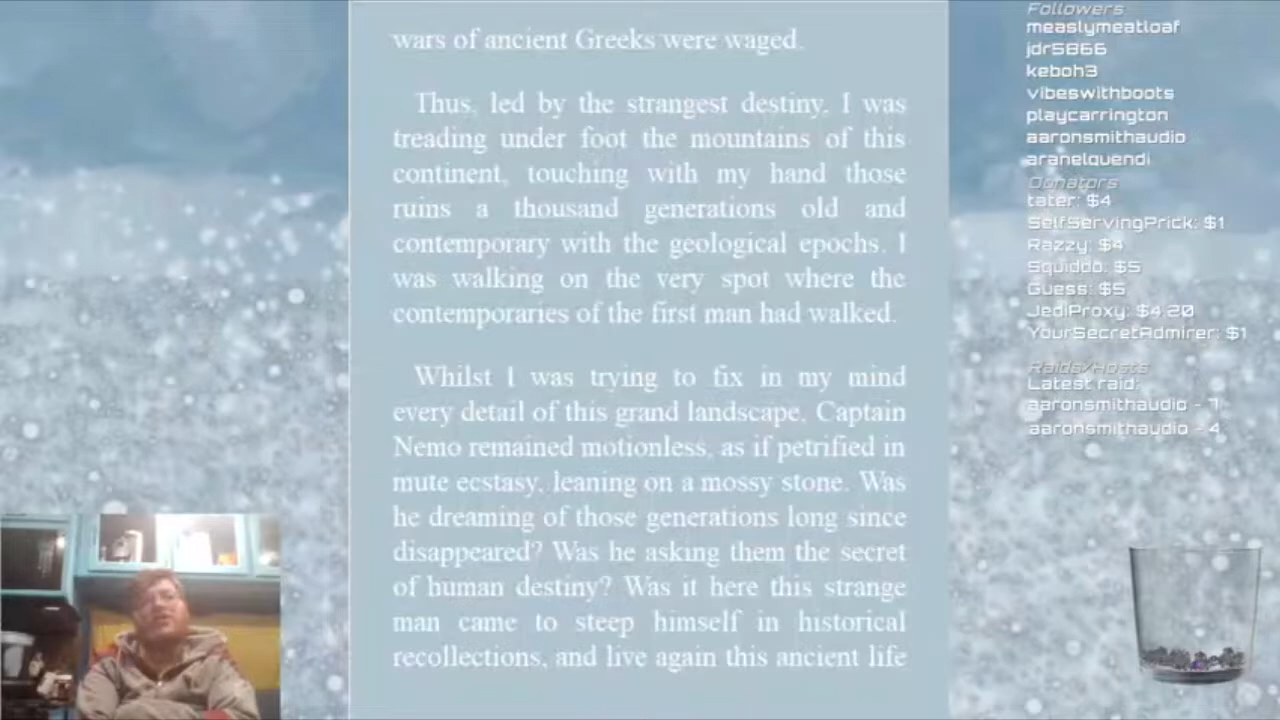 wars of ancient Greeks were waged.
Thus, led by the strangest destiny, I was
treading under foot the mountains of this
continent, touching with my hand those
ruins a thousand generations old and
contemporary with the geological epochs. I
was walking on the very spot where the
contemporaries of the first man had walked.
Whilst I was trying to fix in my mind
every detail of this grand landscape, Captain
Nemo remained motionless, as if petrified in
mute ecstasy, leaning on a mossy stone. Was
he dreaming of those generations long since
disappeared? Was he asking them the secret
of human destiny? Was it here this strange
man came to steep himself in historical
recollections, and live again this ancient life
Followers
measlymeatloaf
jdr5866
keboh3
vibeswithboots
playcarrington
aaronsmithaudio
aranelquendi
Donators
tater: $4
SelfServingPrick: $1
Razzy: $4
Squidda: $5
Guess: $5
JediProxy: $4.20
YourSecretAdmirer: $1
Raids/Hosts
Latest raid:
aaronsmithaudio - 7
aaronsmithaudio - 4